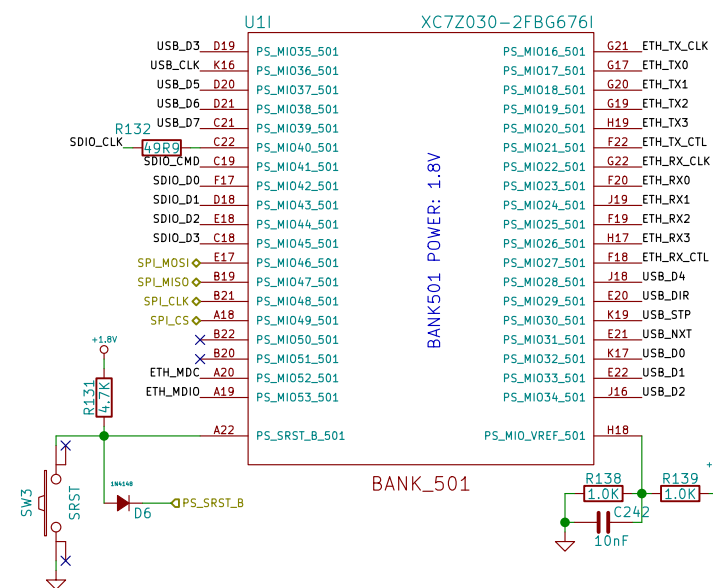 U1I XC7Z030-2FBG676I
USB_D3 D19 PS_MIO35_501 PS_MIO16_501 G21 ETH_TX_CLK
USB_CLK K16 PS_MIO36_501 PS_MIO17_501 G17 ETH_TX0
USB_D5 D20 PS_MIO37_501 PS_MIO18_501 G20 ETH_TX1
USB_D6 D21 PS_MIO38_501 PS_MIO19_501 G19 ETH_TX2
USB_D7 C21 PS_MIO39_501 PS_MIO20_501 H19 ETH_TX3
R132
SDIO_CLK 49R9 C22 PS_MIO40_501 PS_MIO21_501 F22 ETH_TX_CTL
SDIO_CMD C19 PS_MIO41_501 PS_MIO22_501 G22 ETH_RX_CLK
SDIO_D0 F17 PS_MIO42_501 PS_MIO23_501 F20 ETH_RX0
SDIO_D1 D18 PS_MIO43_501 PS_MIO24_501 J19 ETH_RX1
SDIO_D2 E18 PS_MIO44_501 PS_MIO25_501 F19 ETH_RX2
SDIO_D3 C18 PS_MIO45_501 PS_MIO26_501 H17 ETH_RX3
SPI_MOSI E17 PS_MIO46_501 PS_MIO27_501 F18 ETH_RX_CTL
SPI_MISO B19 PS_MIO47_501 PS_MIO28_501 J18 USB_D4
SPI_CLK B21 PS_MIO48_501 PS_MIO29_501 E20 USB_DIR
SPI_CS A18 PS_MIO49_501 PS_MIO30_501 K19 USB_STP
B22 PS_MIO50_501 PS_MIO31_501 E21 USB_NXT
B20 PS_MIO51_501 PS_MIO32_501 K17 USB_D0
ETH_MDC A20 PS_MIO52_501 PS_MIO33_501 E22 USB_D1
ETH_MDIO A19 PS_MIO53_501 PS_MIO34_501 J16 USB_D2
BANK501 POWER: 1.8V
+1.8V
R131
4.7K
A22 PS_SRST_B_501 PS_MIO_VREF_501 H18
BANK_501
SW3
SRST
1N4148
D6
PS_SRST_B
R138 R139
1.0K 1.0K
C242
10nF
+